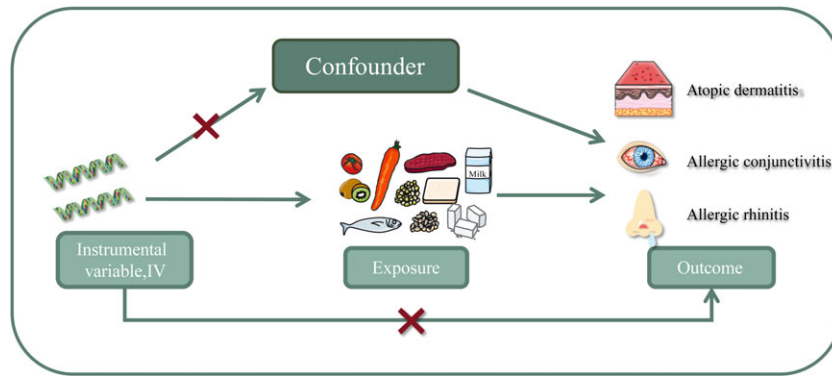 Confounder
Atopic dermatitis
Milk
Allergic conjunctivitis
Allergic rhinitis
Instrumental
variable,IV
Exposure
Outcome